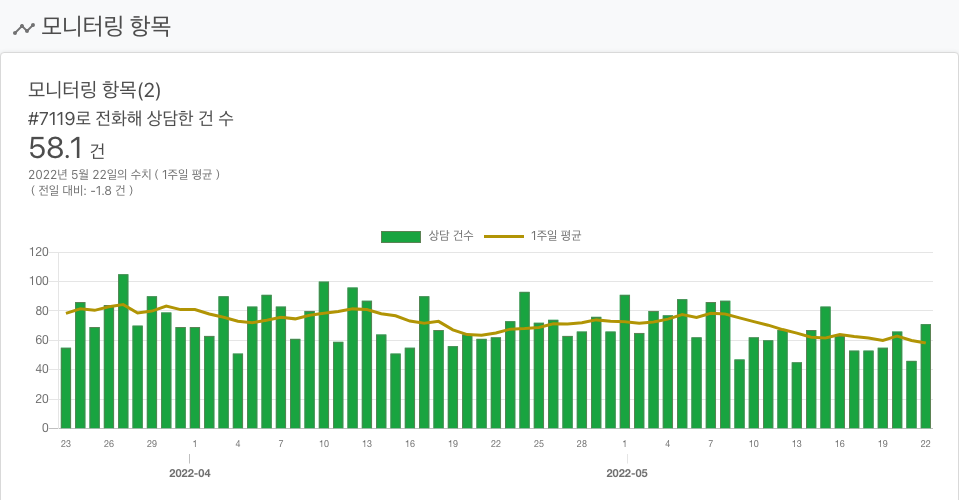 모니터링 항목
모니터링 항목(2)
#7119로 전화해 상담한 건 수
58.1 건
2022년 5월 22일의 수치 ( 1주일 평균 )
( 전일 대비: -1.8 건 )
상담 건수 1주일 평균
120
100
80
60
40
20
0
23 26 29 1 4 7 10 13 16 19 22 25 28 1 4 7 10 13 16 19 22
2022-04 2022-05